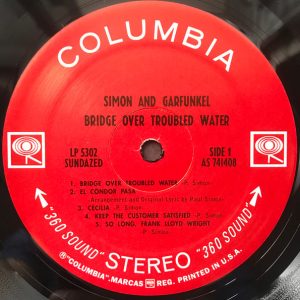 COLUMBIA
SIMON AND GARFUNKEL
BRIDGE OVER TROUBLED WATER
LP 5302
SUNDAZED
SIDE 1
AS 741408
1. BRIDGE OVER TROUBLED WATER -P. Simon-
2. EL CONDOR PASA
Arrangement and Original Lyric by Paul Simon
3. CECILIA -P. Simon-
4. KEEP THE CUSTOMER SATISFIED -P. Simon-
5. SO LONG, FRANK LLOYD WRIGHT
-P. Simon-
"360 SOUND" STEREO "360 SOUND"
® "COLUMBIA", MARCAS REG. PRINTED IN U.S.A.